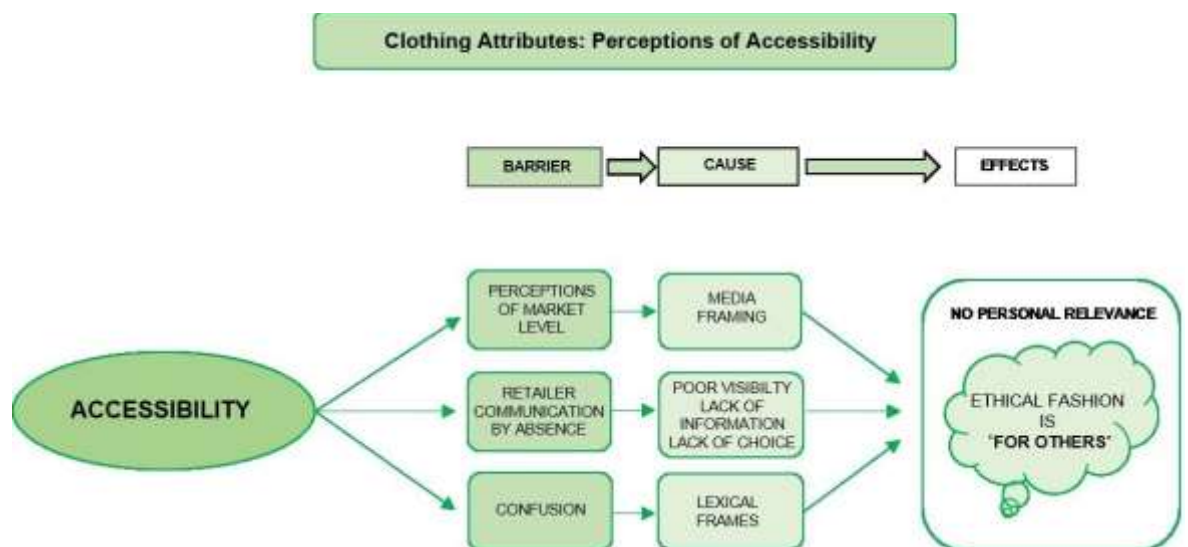 Clothing Attributes: Perceptions of Accessibility
BARRIER
CAUSE
EFFECTS
PERCEPTIONS
OF MARKET
LEVEL
MEDIA
FRAMING
NO PERSONAL RELEVANCE
ACCESSIBILITY
RETAILER
COMMUNICATION
BY ABSENCE
POOR VISIBILTY
LACK OF
INFORMATION
LACK OF CHOICE
ETHICAL FASHION
IS
"FOR OTHERS"
CONFUSION
LEXICAL
FRAMES